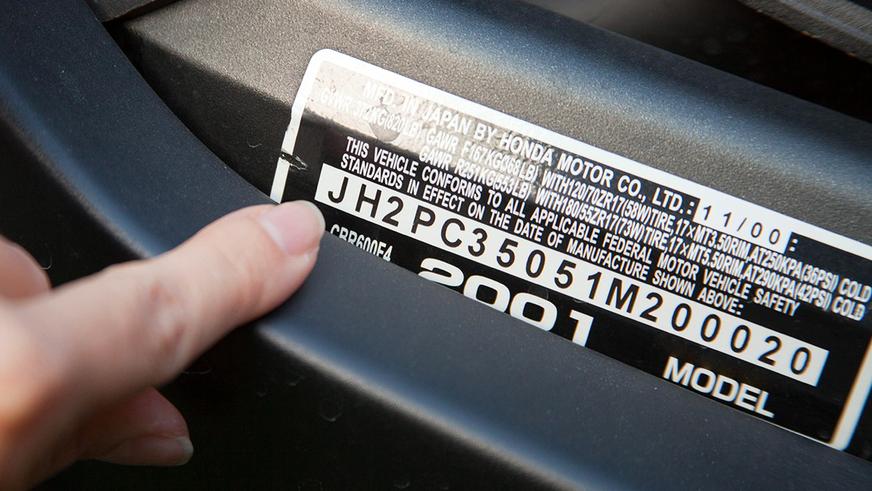 MFD. IN JAPAN BY HONDA MOTOR CO., LTD.: 11/00 :
GVWR 372KG(820LB) GAWR F167KG(368LB) WITH120/70ZR17(58W)TIRE,17×MT3.50RIM,AT250KPA(36PSI) COLD
GAWR R251KG(553LB) WITH180/55ZR17(73W)TIRE,17×MT5.50RIM,AT290KPA(42PSI) COLD
THIS VEHICLE CONFORMS TO ALL APPLICABLE FEDERAL MOTOR VEHICLE SAFETY
STANDARDS IN EFFECT ON THE DATE OF MANUFACTURE SHOWN ABOVE:
JH2PC35051M200020
CBR600F4
2001 MODEL